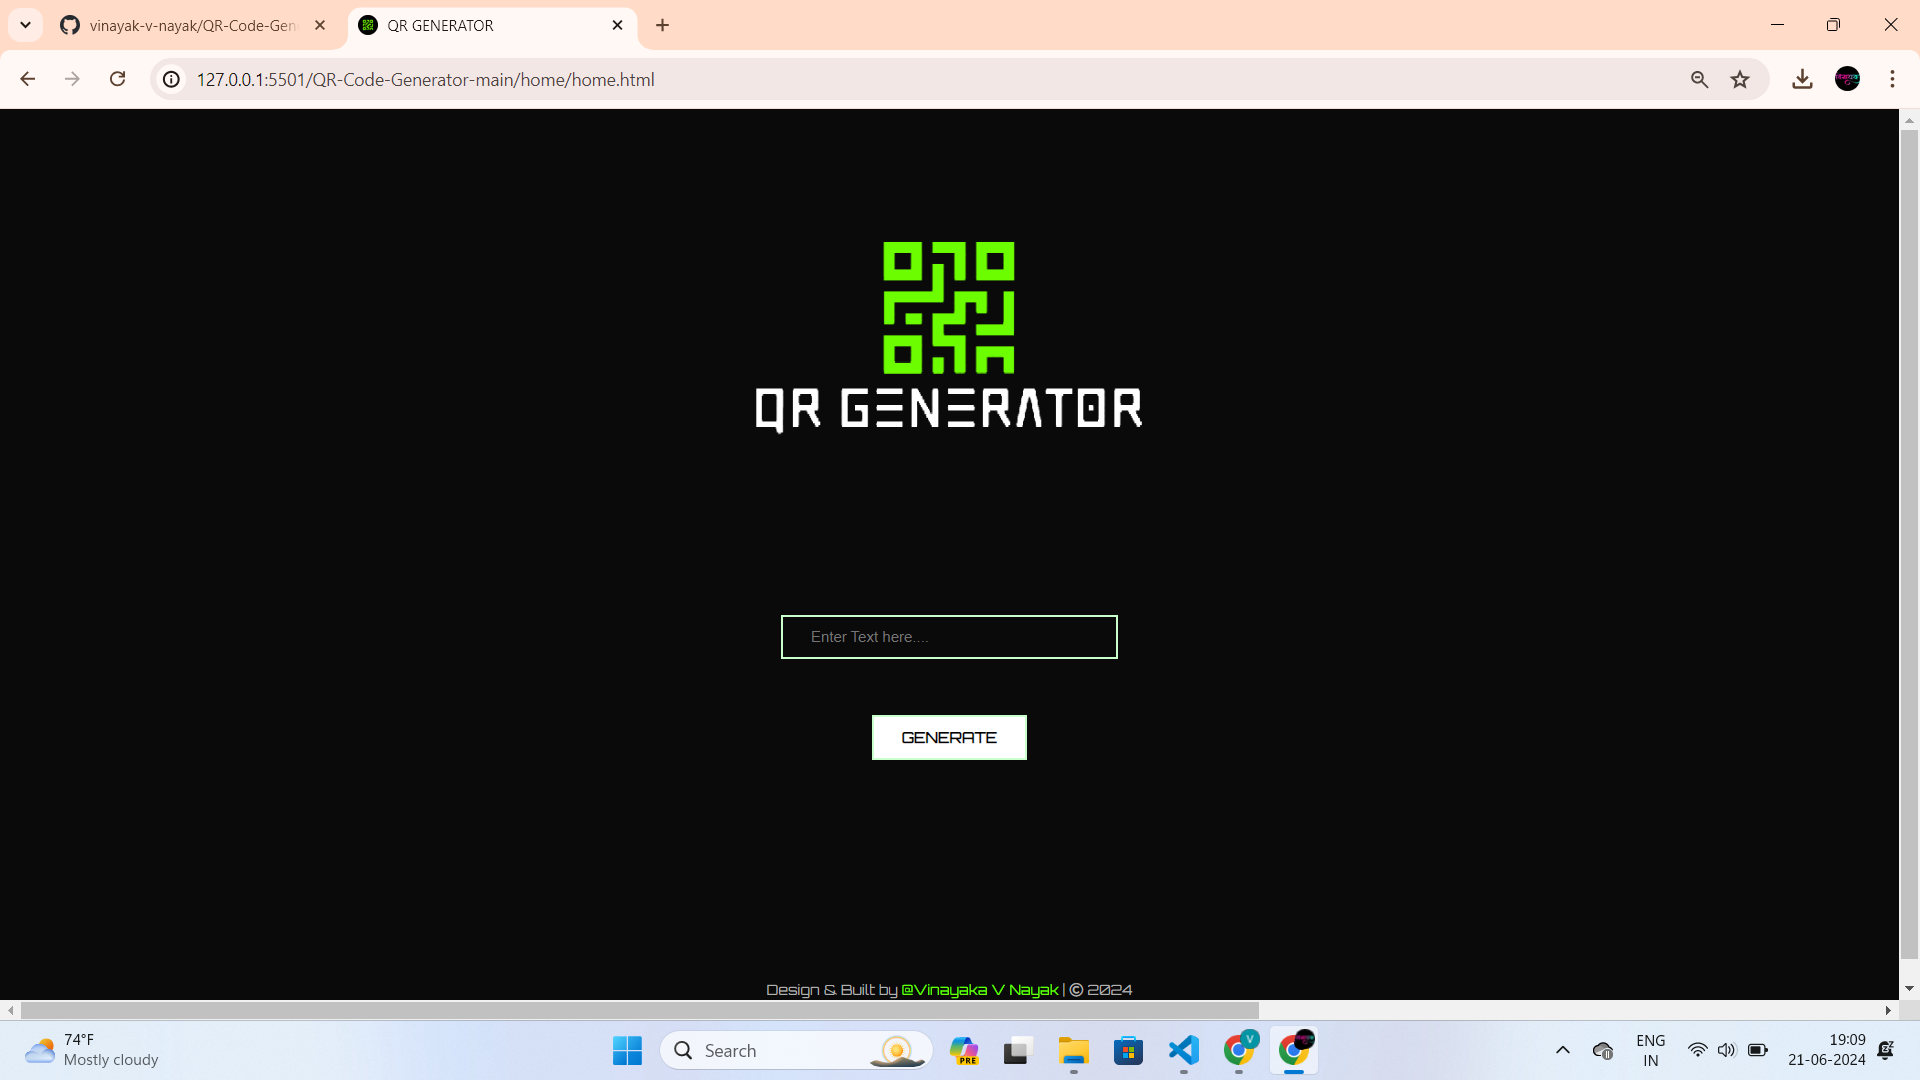 vinayak-v-nayak/QR-Code-Gen
QR GENERATOR
127.0.0.1:5501/QR-Code-Generator-main/home/home.html
QR GENERATOR
Enter Text here....
GENERATE
Design & Built by @Vinayaka V Nayak | © 2024
74°F
Mostly cloudy
Search
PRE
V
ENG
IN
19:09
21-06-2024